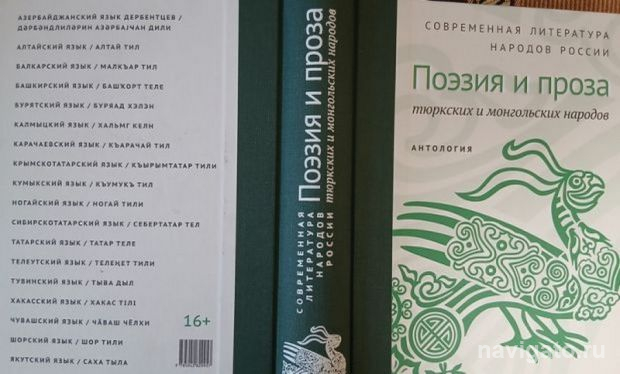 АЗЕРБАЙДЖАНСКИЙ ЯЗЫК ДЕРБЕНТЦЕВ /
ДӘРБӘНДЛИЛӘРИН АЗӘРБАЈЧАН ДИЛИ
АЛТАЙСКИЙ ЯЗЫК / АЛТАЙ ТИЛ
БАЛКАРСКИЙ ЯЗЫК / МАЛКЪАР ТИЛ
БАШКИРСКИЙ ЯЗЫК / БАШҠОРТ ТЕЛЕ
БУРЯТСКИЙ ЯЗЫК / БУРЯАД ХЭЛЭН
КАЛМЫЦКИЙ ЯЗЫК / ХАЛЬМГ КЕЛН
КАРАЧАЕВСКИЙ ЯЗЫК / КЪАРАЧАЙ ТИЛ
КРЫМСКОТАТАРСКИЙ ЯЗЫК / КЪЫРЫМТАТАР ТИЛИ
КУМЫКСКИЙ ЯЗЫК / КЪУМУКЪ ТИЛ
НОГАЙСКИЙ ЯЗЫК / НОГАЙ ТИЛИ
СИБИРСКОТАТАРСКИЙ ЯЗЫК / СЕБЕРТАТАР ТЕЛ
ТАТАРСКИЙ ЯЗЫК / ТАТАР ТЕЛЕ
ТЕЛЕУТСКИЙ ЯЗЫК / ТЕЛЕҤЕТ ТИЛИ
ТУВИНСКИЙ ЯЗЫК / ТЫВА ДЫЛ
ХАКАССКИЙ ЯЗЫК / ХАКАС ТІЛІ
ЧУВАШСКИЙ ЯЗЫК / ЧӐВАШ ЧӖЛХИ
ШОРСКИЙ ЯЗЫК / ШОР ТИЛИ
ЯКУТСКИЙ ЯЗЫК / САХА ТЫЛА
16+
СОВРЕМЕННАЯ
ЛИТЕРАТУРА
НАРОДОВ
РОССИИ
Поэзия и проза
тюркских и монгольских народов
СОВРЕМЕННАЯ ЛИТЕРАТУРА
НАРОДОВ РОССИИ
Поэзия и проза
тюркских и монгольских народов
АНТОЛОГИЯ
navigato.ru